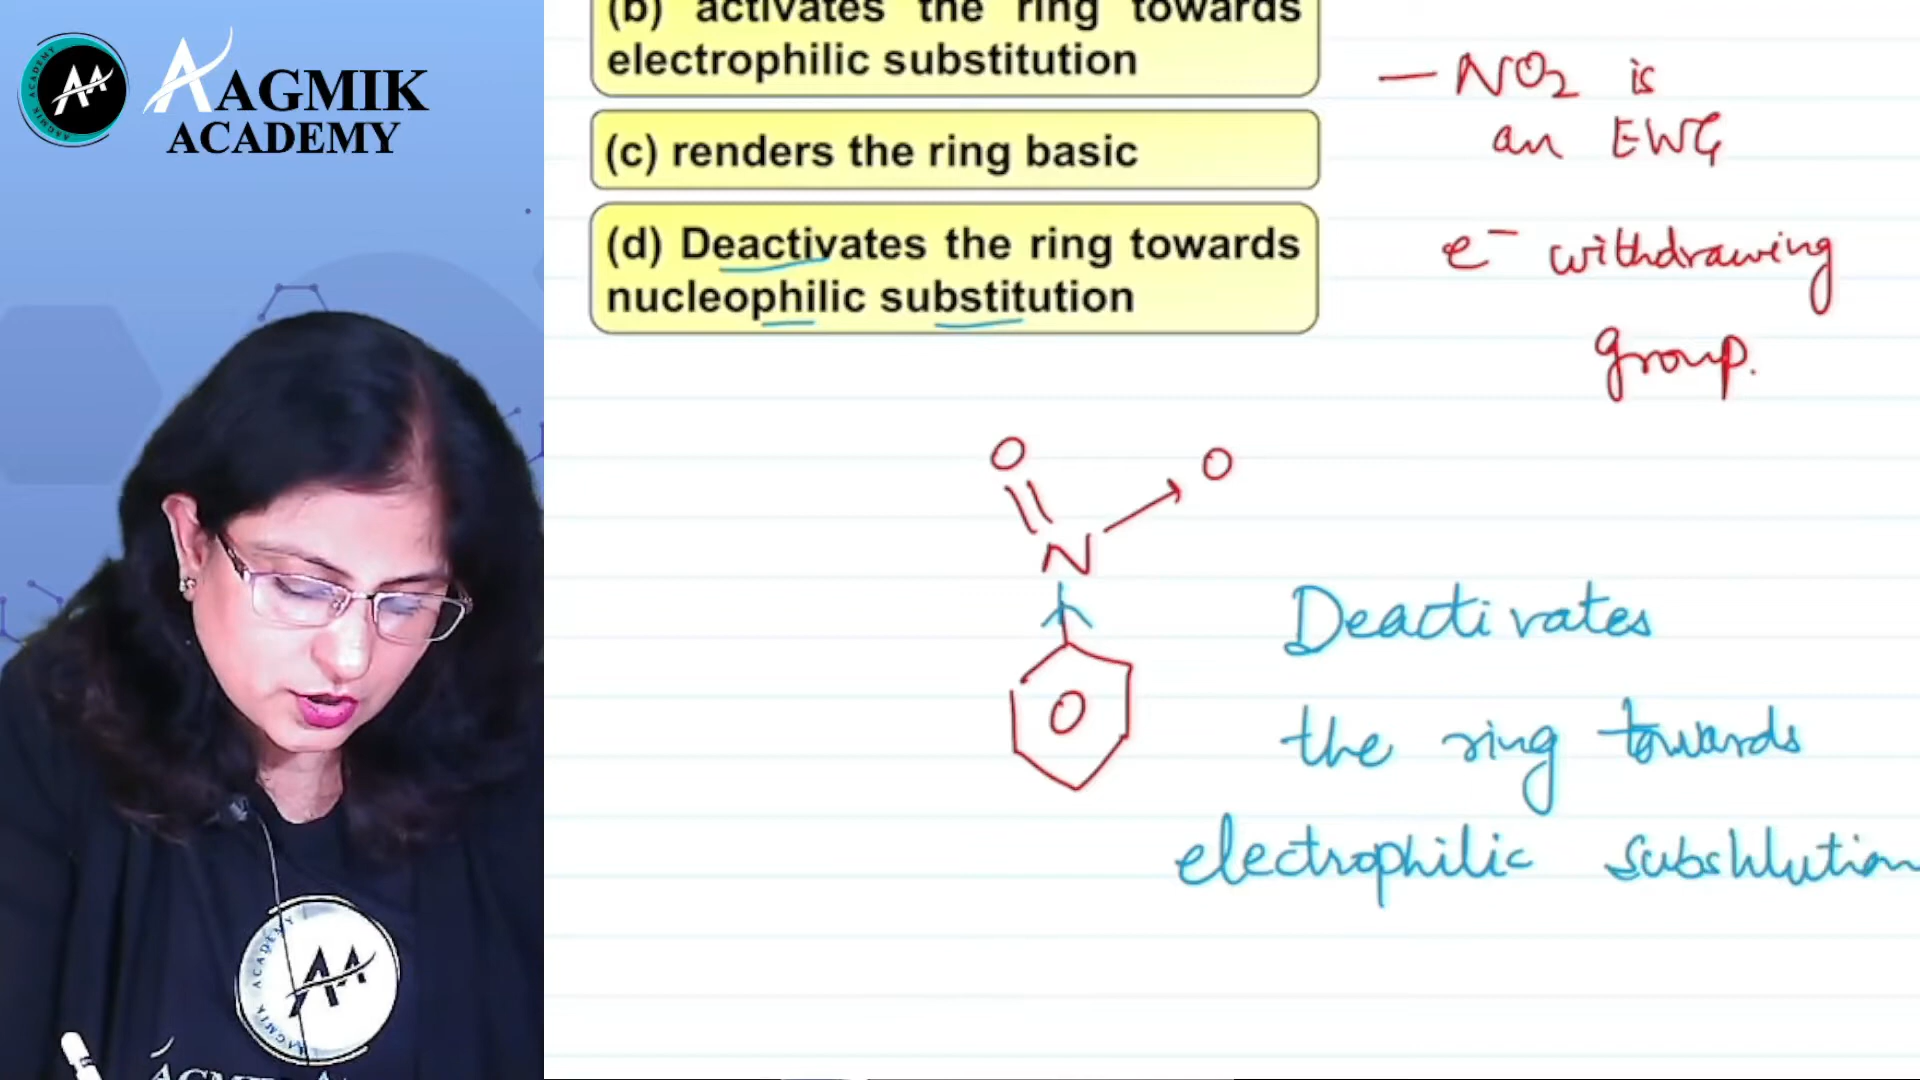 AAGMIK
ACADEMY
(b) activates the ring towards
electrophilic substitution
(c) renders the ring basic
(d) Deactivates the ring towards
nucleophilic substitution
— NO2 is
an EWG
e⁻ withdrawing
group.
O
O
N
Deactivates
the ring towards
electrophilic substitution